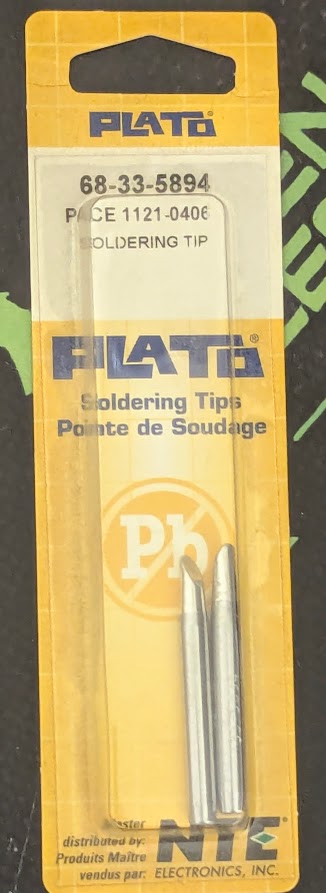 PLATO®
68-33-5894
PACE 1121-0406
SOLDERING TIP
PLATO®
Soldering Tips
Pointe de Soudage
Pb
distributed by:
Produits Maître
vendus par:
NTE®
ELECTRONICS, INC.